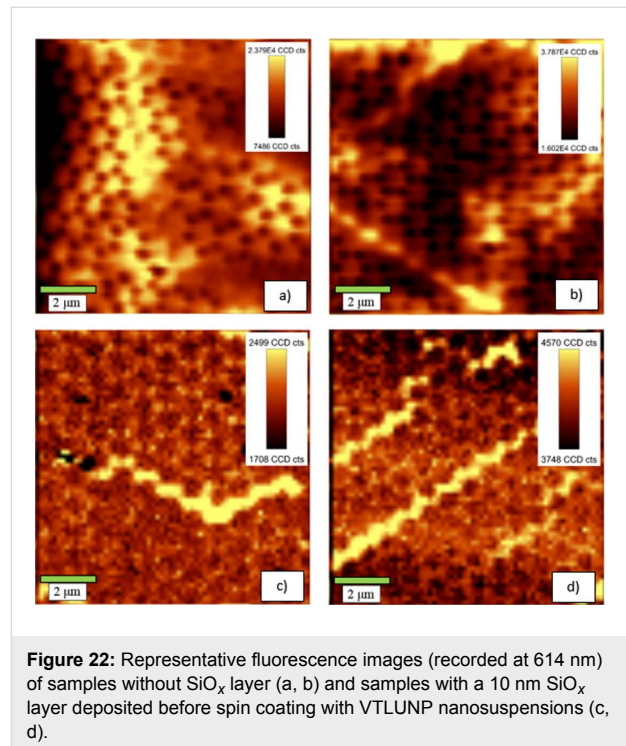 2.379E4 CCD cts
7486 CCD cts
2 μm
a)
3.787E4 CCD cts
1.602E4 CCD cts
2 μm
b)
2499 CCD cts
1708 CCD cts
2 μm
c)
4570 CCD cts
3748 CCD cts
2 μm
d)
Figure 22: Representative fluorescence images (recorded at 614 nm)
of samples without SiOx layer (a, b) and samples with a 10 nm SiOx
layer deposited before spin coating with VTLUNP nanosuspensions (c,
d).